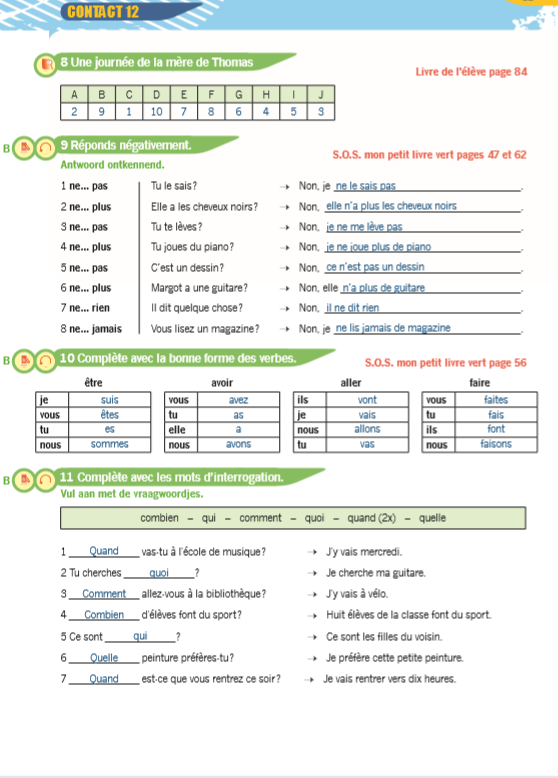 CONTACT 12
8 Une journée de la mère de Thomas
Livre de l'élève page 84
A B C D E F G H I J
2 9 1 10 7 8 6 4 5 3
B 9 Réponds négativement.
S.O.S. mon petit livre vert pages 47 et 62
Antwoord ontkennend.
1 ne... pas Tu le sais? → Non, je ne le sais pas.
2 ne... plus Elle a les cheveux noirs? → Non, elle n'a plus les cheveux noirs.
3 ne... pas Tu te lèves? → Non, je ne me lève pas.
4 ne... plus Tu joues du piano? → Non, je ne joue plus de piano.
5 ne... pas C'est un dessin? → Non, ce n'est pas un dessin.
6 ne... plus Margot a une guitare? → Non, elle n'a plus de guitare.
7 ne... rien Il dit quelque chose? → Non, il ne dit rien.
8 ne... jamais Vous lisez un magazine? → Non, je ne lis jamais de magazine.
B 10 Complète avec la bonne forme des verbes.
S.O.S. mon petit livre vert page 56
être avoir aller faire
je suis vous avez ils vont vous faites
vous êtes tu as je vais tu fais
tu es elle a nous allons ils font
nous sommes nous avons tu vas nous faisons
B 11 Complète avec les mots d'interrogation.
Vul aan met de vraagwoordjes.
combien – qui – comment – quoi – quand (2x) – quelle
1 Quand vas-tu à l'école de musique? → J'y vais mercredi.
2 Tu cherches quoi? → Je cherche ma guitare.
3 Comment allez-vous à la bibliothèque? → J'y vais à vélo.
4 Combien d'élèves font du sport? → Huit élèves de la classe font du sport.
5 Ce sont qui? → Ce sont les filles du voisin.
6 Quelle peinture préfères-tu? → Je préfère cette petite peinture.
7 Quand est-ce que vous rentrez ce soir? → Je vais rentrer vers dix heures.